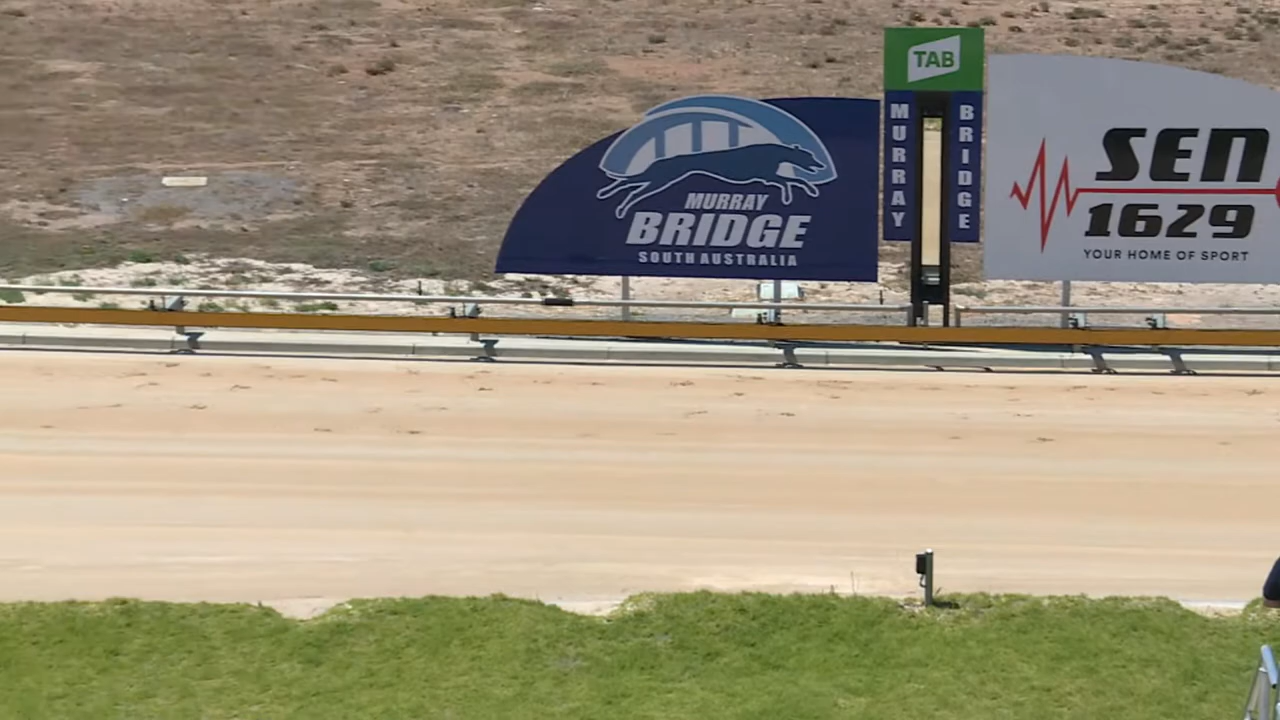 TAB
MURRAY
BRIDGE
MURRAY
BRIDGE
SOUTH AUSTRALIA
SEN
1629
YOUR HOME OF SPORT